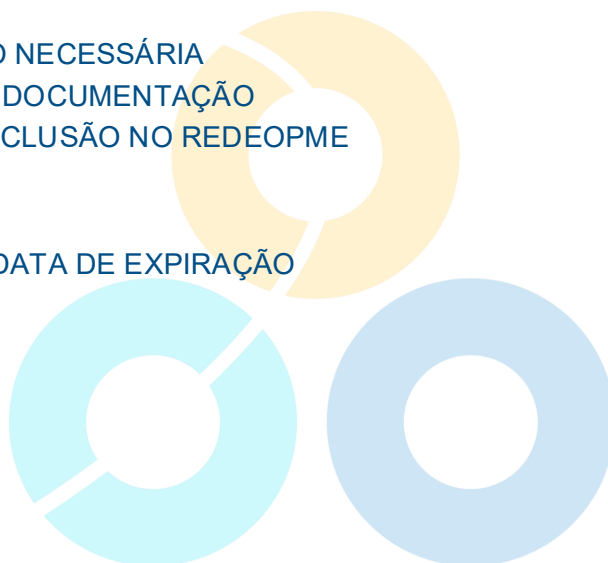 O NECESSÁRIA
DOCUMENTAÇÃO
CLUSÃO NO REDEOPME
DATA DE EXPIRAÇÃO